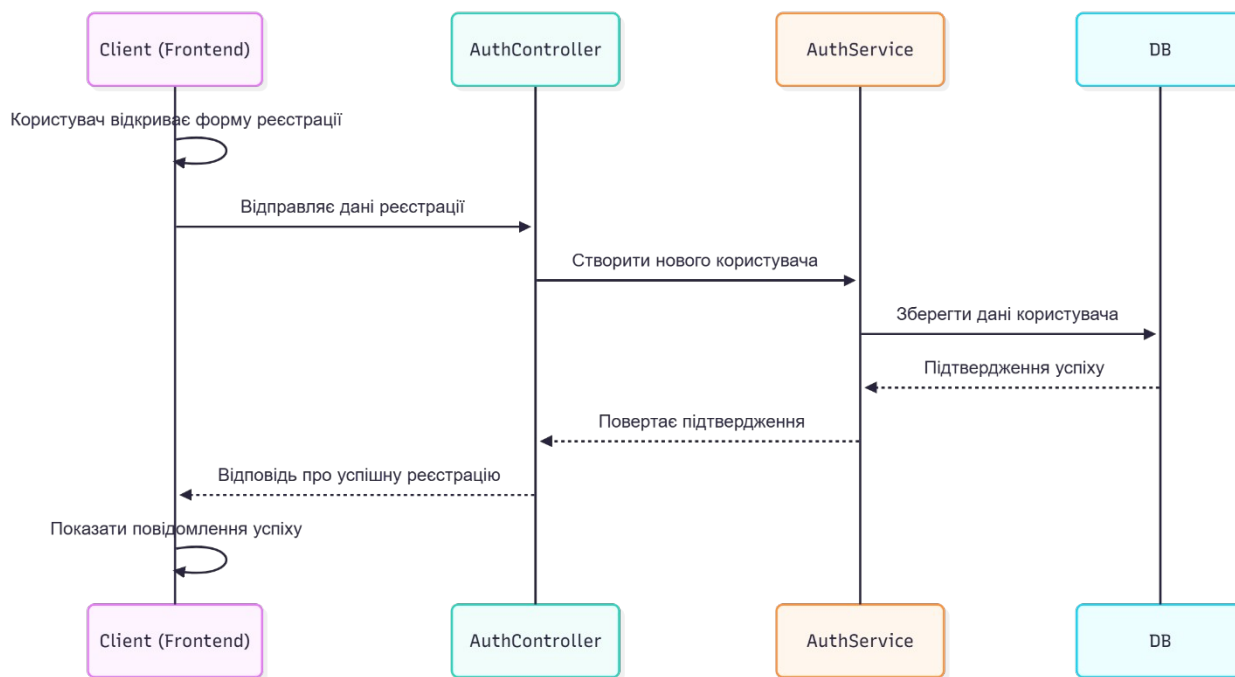 Client (Frontend)
AuthController
AuthService
DB
Користувач відкриває форму реєстрації
Відправляє дані реєстрації
Створити нового користувача
Зберегти дані користувача
Підтвердження успіху
Повертає підтвердження
Відповідь про успішну реєстрацію
Показати повідомлення успіху
Client (Frontend)
AuthController
AuthService
DB